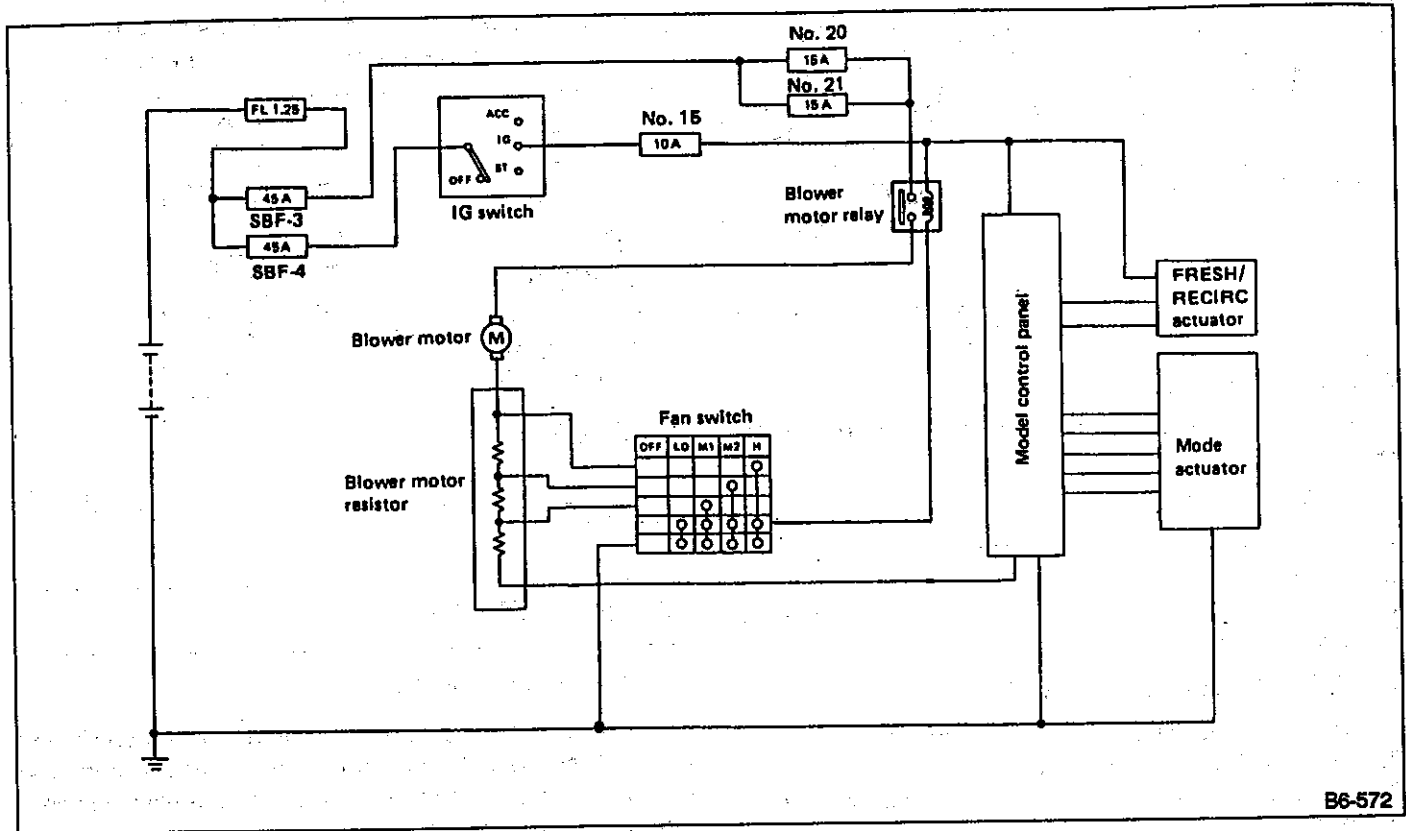 No. 20
15A
No. 21
15A
FL 1.25
ACC
IG
ST
OFF
IG switch
No. 15
10A
45A
SBF-3
45A
SBF-4
Blower
motor relay
Model control panel
FRESH/
RECIRC
actuator
Blower motor
M
Fan switch
OFF LO M1 M2 H
Blower motor
resistor
Mode
actuator
B6-572